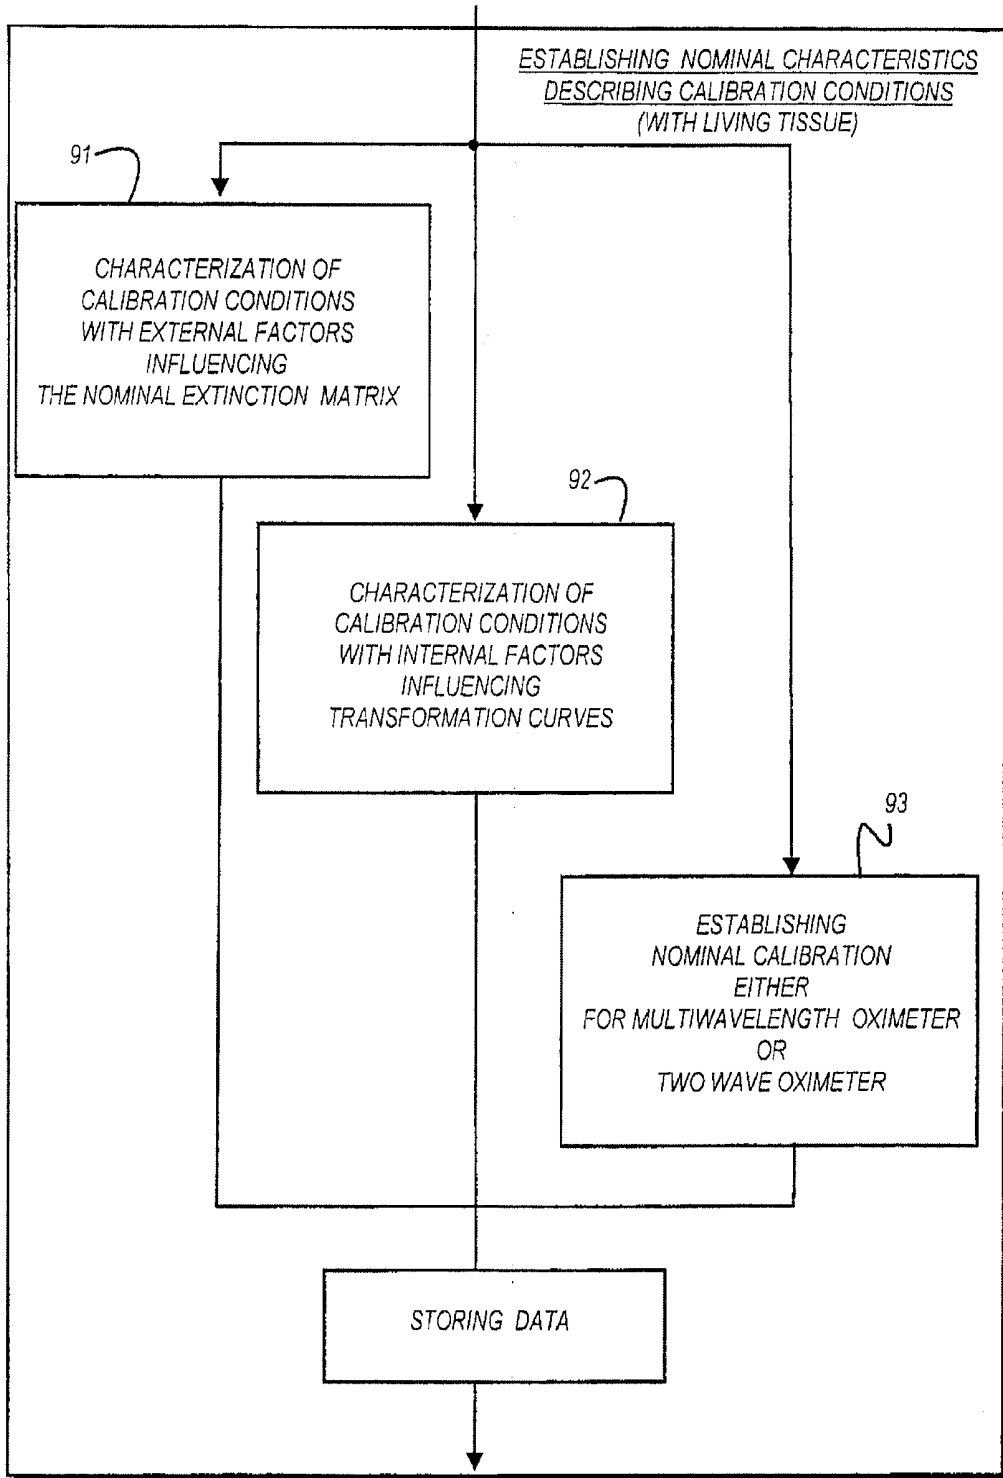 ESTABLISHING NOMINAL CHARACTERISTICS
DESCRIBING CALIBRATION CONDITIONS
(WITH LIVING TISSUE)
91
CHARACTERIZATION OF
CALIBRATION CONDITIONS
WITH EXTERNAL FACTORS
INFLUENCING
THE NOMINAL EXTINCTION MATRIX
92
CHARACTERIZATION OF
CALIBRATION CONDITIONS
WITH INTERNAL FACTORS
INFLUENCING
TRANSFORMATION CURVES
93
ESTABLISHING
NOMINAL CALIBRATION
EITHER
FOR MULTIWAVELENGTH OXIMETER
OR
TWO WAVE OXIMETER
STORING DATA